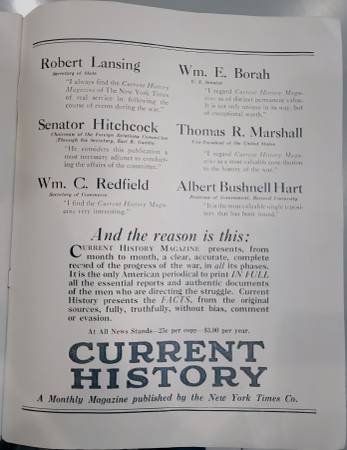 Robert Lansing
Secretary of State
"I always find the Current History
Magazine of The New York Times
of real service in following the
course of events during the war."
Senator Hitchcock
Chairman of the Foreign Relations Committee
(Through his Secretary,
"He considers this publication a
most necessary adjunct to conduct-
ing the affairs of the committee."
Wm. C. Redfield
Secretary of Commerce
"I find the Current History Maga-
zine very interesting."
Wm. E. Borah
U. S. Senator
"I regard Current History Maga-
zine as of distinct permanent value.
It is not only unique in its way, but
of exceptional worth."
Thomas R. Marshall
Vice-President of the United States
"I regard Current History Maga-
zine as a most valuable contribution
to the history of the war."
Albert Bushnell Hart
Professor of Government, Harvard University
"It is the most valuable single reposi-
tory that has been found."
And the reason is this:
CURRENT HISTORY MAGAZINE presents, from
month to month, a clear, accurate, complete
record of the progress of the war, in all its phases.
It is the only American periodical to print IN FULL
all the essential reports and authentic documents
of the men who are directing the struggle. Current
History presents the FACTS, from the original
sources, fully, truthfully, without bias, comment
or evasion.
At All News Stands—25c per copy—$3.00 per year.
CURRENT
HISTORY
A Monthly Magazine published by the New York Times Co.